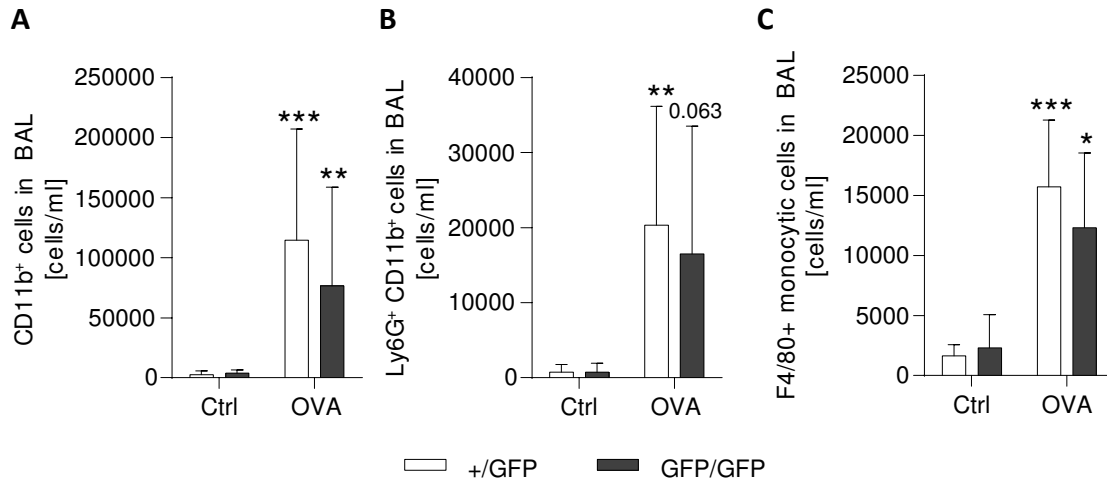 A
CD11b⁺ cells in BAL
[cells/ml]
250000
200000
150000
100000
50000
0
***
**
Ctrl
OVA
B
Ly6G⁺ CD11b⁺ cells in BAL
[cells/ml]
40000
30000
20000
10000
0
**
0.063
Ctrl
OVA
C
F4/80+ monocytic cells in BAL
[cells/ml]
25000
20000
15000
10000
5000
0
***
*
Ctrl
OVA
+/GFP
GFP/GFP